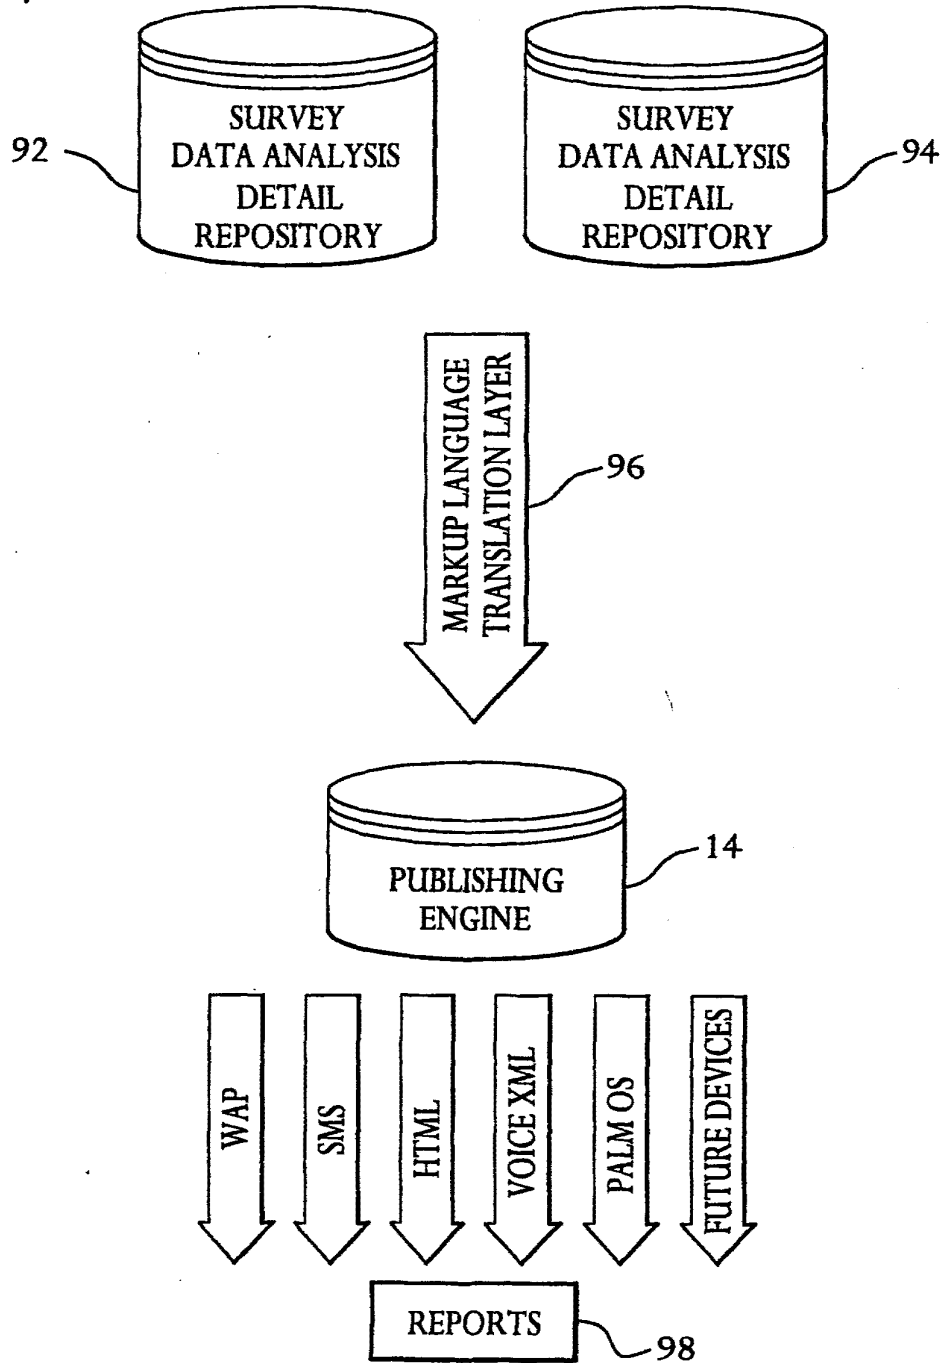 92
SURVEY
DATA ANALYSIS
DETAIL
REPOSITORY
SURVEY
DATA ANALYSIS
DETAIL
REPOSITORY
94
MARKUP LANGUAGE
TRANSLATION LAYER
96
PUBLISHING
ENGINE
14
WAP
SMS
HTML
VOICE XML
PALM OS
FUTURE DEVICES
REPORTS
98